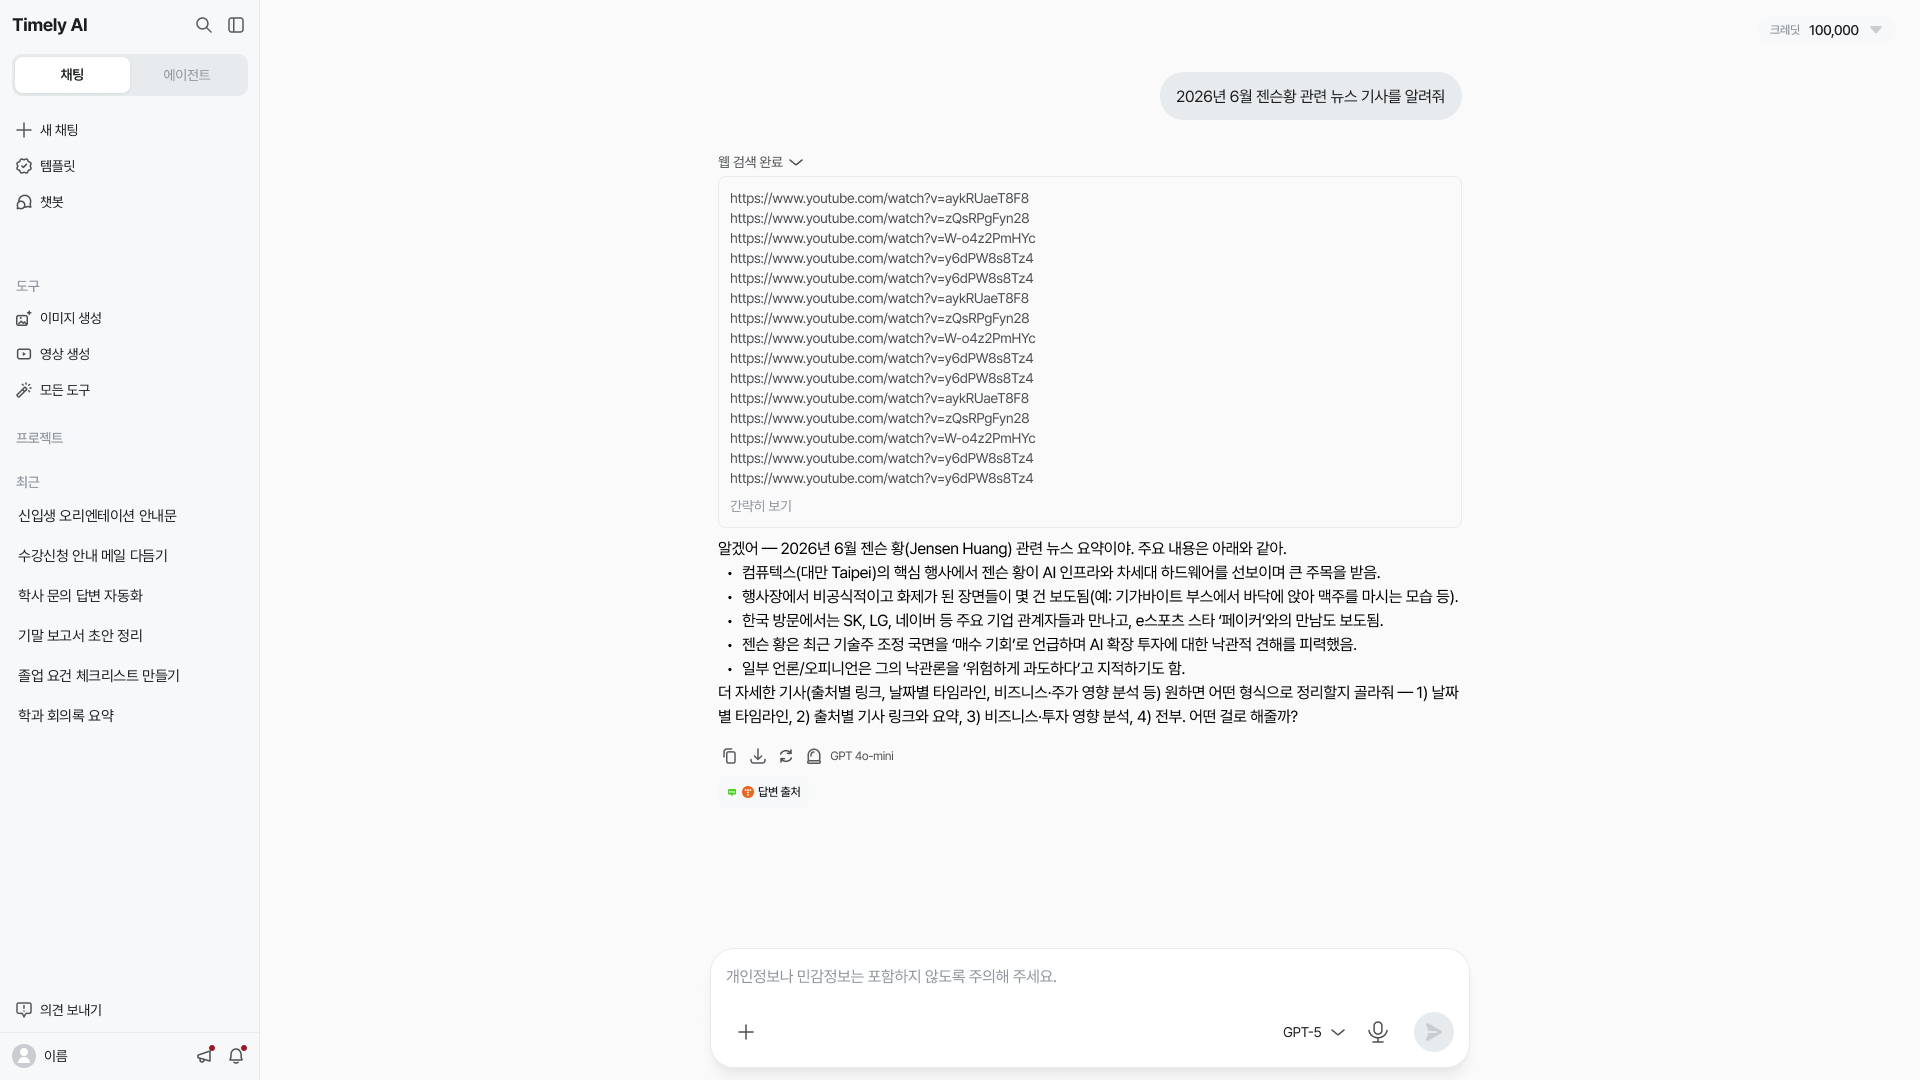 Timely AI
채팅
에이전트
새 채팅
템플릿
챗봇
도구
이미지 생성
영상 생성
모든 도구
프로젝트
최근
신입생 오리엔테이션 안내문
수강신청 안내 메일 다듬기
학사 문의 답변 자동화
기말 보고서 초안 정리
졸업 요건 체크리스트 만들기
학과 회의록 요약
의견 보내기
이름
크레딧 100,000
2026년 6월 젠슨황 관련 뉴스 기사를 알려줘
웹 검색 완료
https://www.youtube.com/watch?v=aykRUaeT8F8
https://www.youtube.com/watch?v=zQsRPgFyn28
https://www.youtube.com/watch?v=W-o4z2PmHYc
https://www.youtube.com/watch?v=y6dPW8s8Tz4
https://www.youtube.com/watch?v=y6dPW8s8Tz4
https://www.youtube.com/watch?v=aykRUaeT8F8
https://www.youtube.com/watch?v=zQsRPgFyn28
https://www.youtube.com/watch?v=W-o4z2PmHYc
https://www.youtube.com/watch?v=y6dPW8s8Tz4
https://www.youtube.com/watch?v=y6dPW8s8Tz4
https://www.youtube.com/watch?v=aykRUaeT8F8
https://www.youtube.com/watch?v=zQsRPgFyn28
https://www.youtube.com/watch?v=W-o4z2PmHYc
https://www.youtube.com/watch?v=y6dPW8s8Tz4
https://www.youtube.com/watch?v=y6dPW8s8Tz4
간략히 보기
알겠어 — 2026년 6월 젠슨 황(Jensen Huang) 관련 뉴스 요약이야. 주요 내용은 아래와 같아.
• 컴퓨텍스(대만 Taipei)의 핵심 행사에서 젠슨 황이 AI 인프라와 차세대 하드웨어를 선보이며 큰 주목을 받음.
• 행사장에서 비공식적이고 화제가 된 장면들이 몇 건 보도됨(예: 기가바이트 부스에서 바닥에 앉아 맥주를 마시는 모습 등).
• 한국 방문에서는 SK, LG, 네이버 등 주요 기업 관계자들과 만나고, e스포츠 스타 ‘페이커’와의 만남도 보도됨.
• 젠슨 황은 최근 기술주 조정 국면을 ‘매수 기회’로 언급하며 AI 확장 투자에 대한 낙관적 견해를 피력했음.
• 일부 언론/오피니언은 그의 낙관론을 ‘위험하게 과도하다’고 지적하기도 함.
더 자세한 기사(출처별 링크, 날짜별 타임라인, 비즈니스·주가 영향 분석 등) 원하면 어떤 형식으로 정리할지 골라줘 — 1) 날짜
별 타임라인, 2) 출처별 기사 링크와 요약, 3) 비즈니스·투자 영향 분석, 4) 전부. 어떤 걸로 해줄까?
GPT 4o-mini
답변 출처
개인정보나 민감정보는 포함하지 않도록 주의해 주세요.
GPT-5